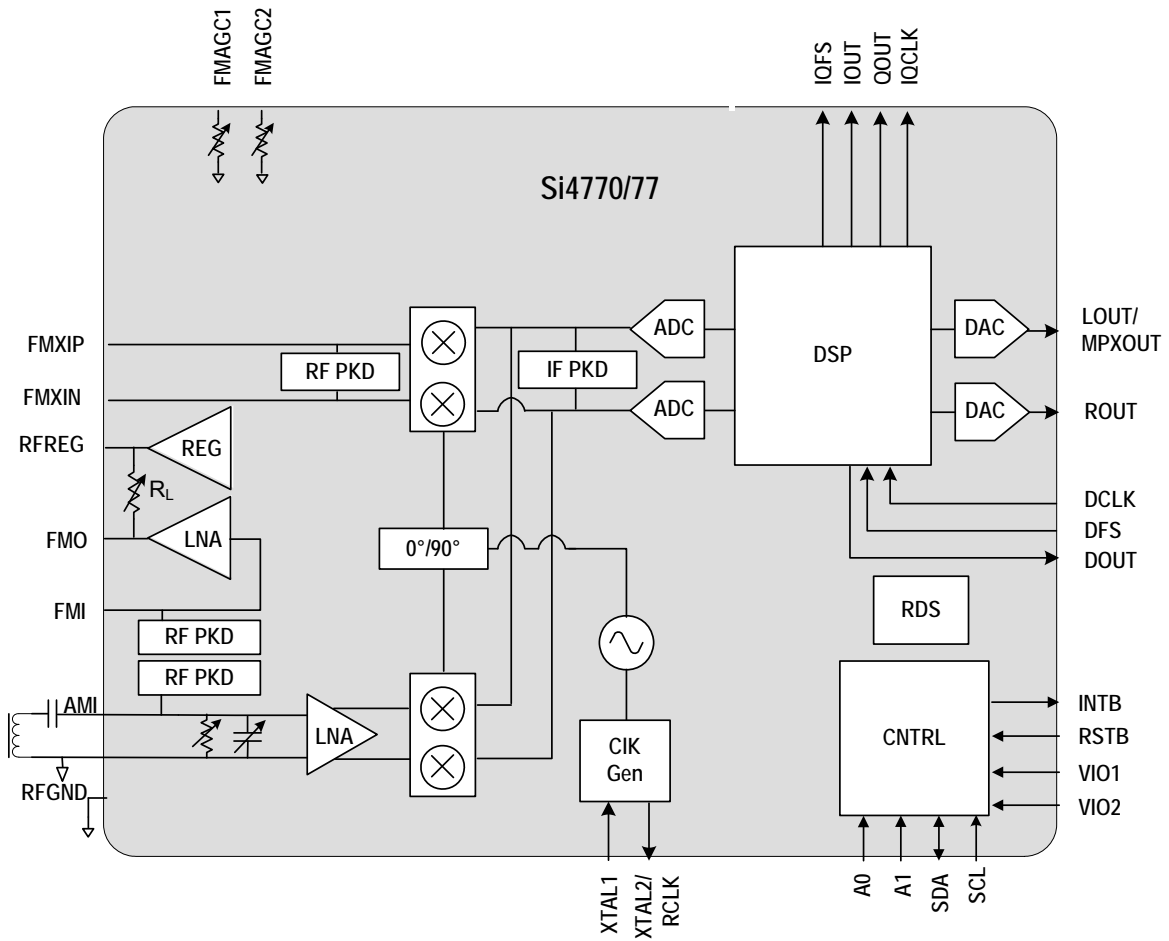 FMAGC1
FMAGC2
IQFS
IOUT
QOUT
IQCLK
Si4770/77
FMXIP
RF PKD
FMXIN
IF PKD
ADC
ADC
DSP
DAC
LOUT/
MPXOUT
DAC
ROUT
RFREG
REG
RL
FMO
LNA
0°/90°
DCLK
DFS
DOUT
FMI
RF PKD
RF PKD
RDS
AMI
LNA
RFGND
ClK
Gen
CNTRL
INTB
RSTB
VIO1
VIO2
XTAL1
XTAL2/
RCLK
A0
A1
SDA
SCL